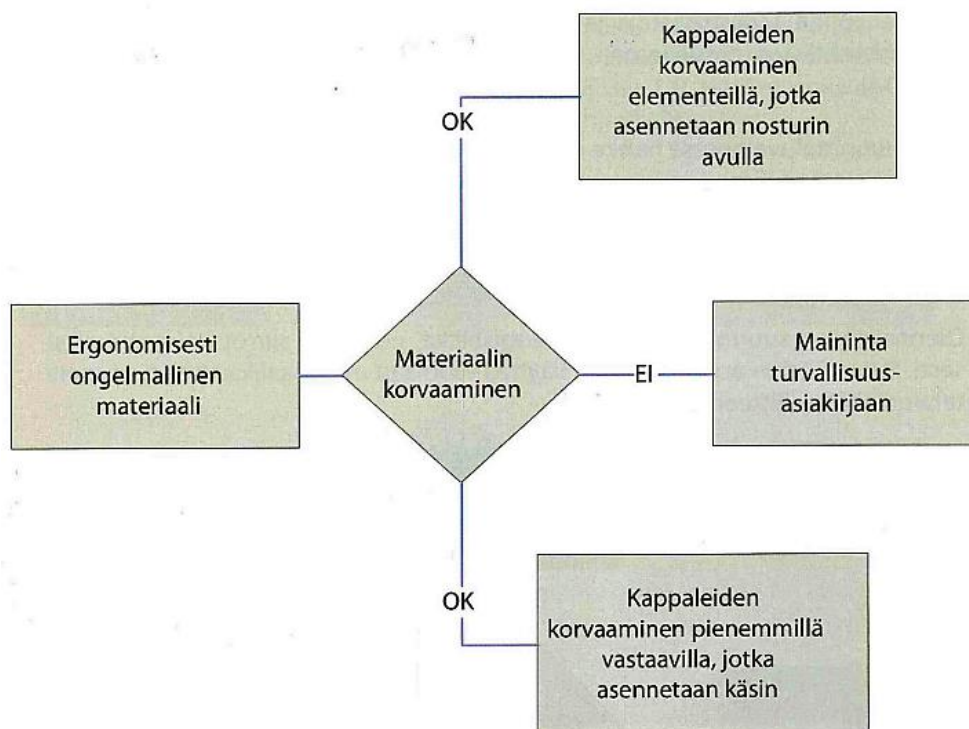 Kappaleiden
korvaaminen
elementeillä, jotka
asennetaan nosturin
avulla
OK
Ergonomisesti
ongelmallinen
materiaali
Materiaalin
korvaaminen
EI
Maininta
turvallisuus-
asiakirjaan
OK
Kappaleiden
korvaaminen pienemmillä
vastaavilla, jotka
asennetaan käsin